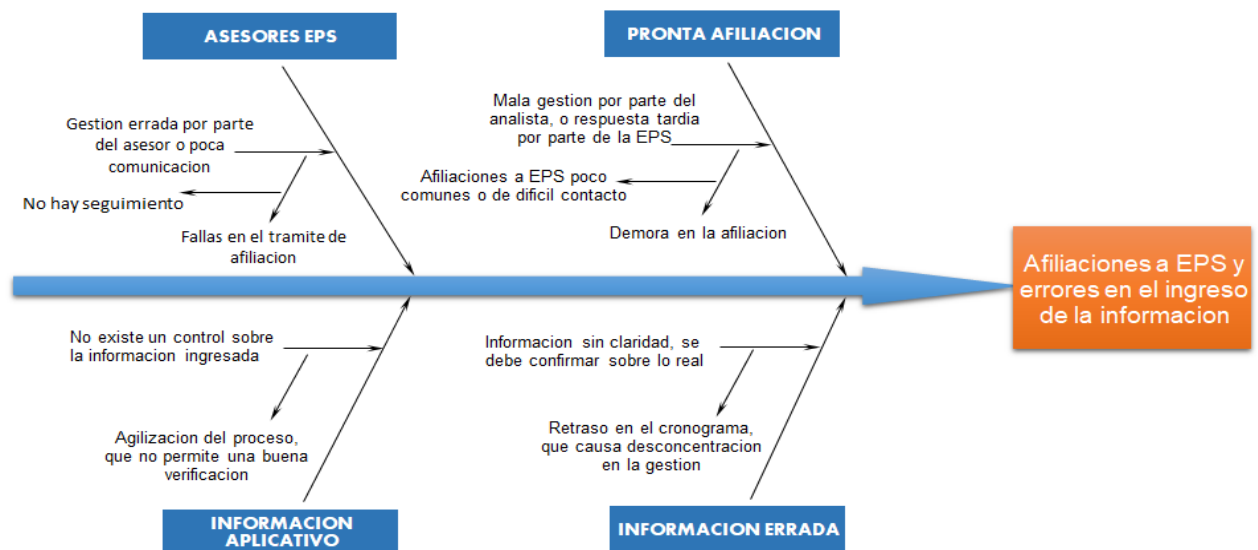 ASESORES EPS
PRONTA AFILIACION
Gestion errada por parte
del asesor o poca
comunicacion
No hay seguimiento
Fallas en el tramite de
afiliacion
Mala gestion por parte del
analista, o respuesta tardia
por parte de la EPS
Afiliaciones a EPS poco
comunes o de dificil contacto
Demora en la afiliacion
Afiliaciones a EPS y
errores en el ingreso
de la informacion
No existe un control sobre
la informacion ingresada
Agilizacion del proceso,
que no permite una buena
verificacion
Informacion sin claridad, se
debe confirmar sobre lo real
Retraso en el cronograma,
que causa desconcentracion
en la gestion
INFORMACION
APLICATIVO
INFORMACION ERRADA